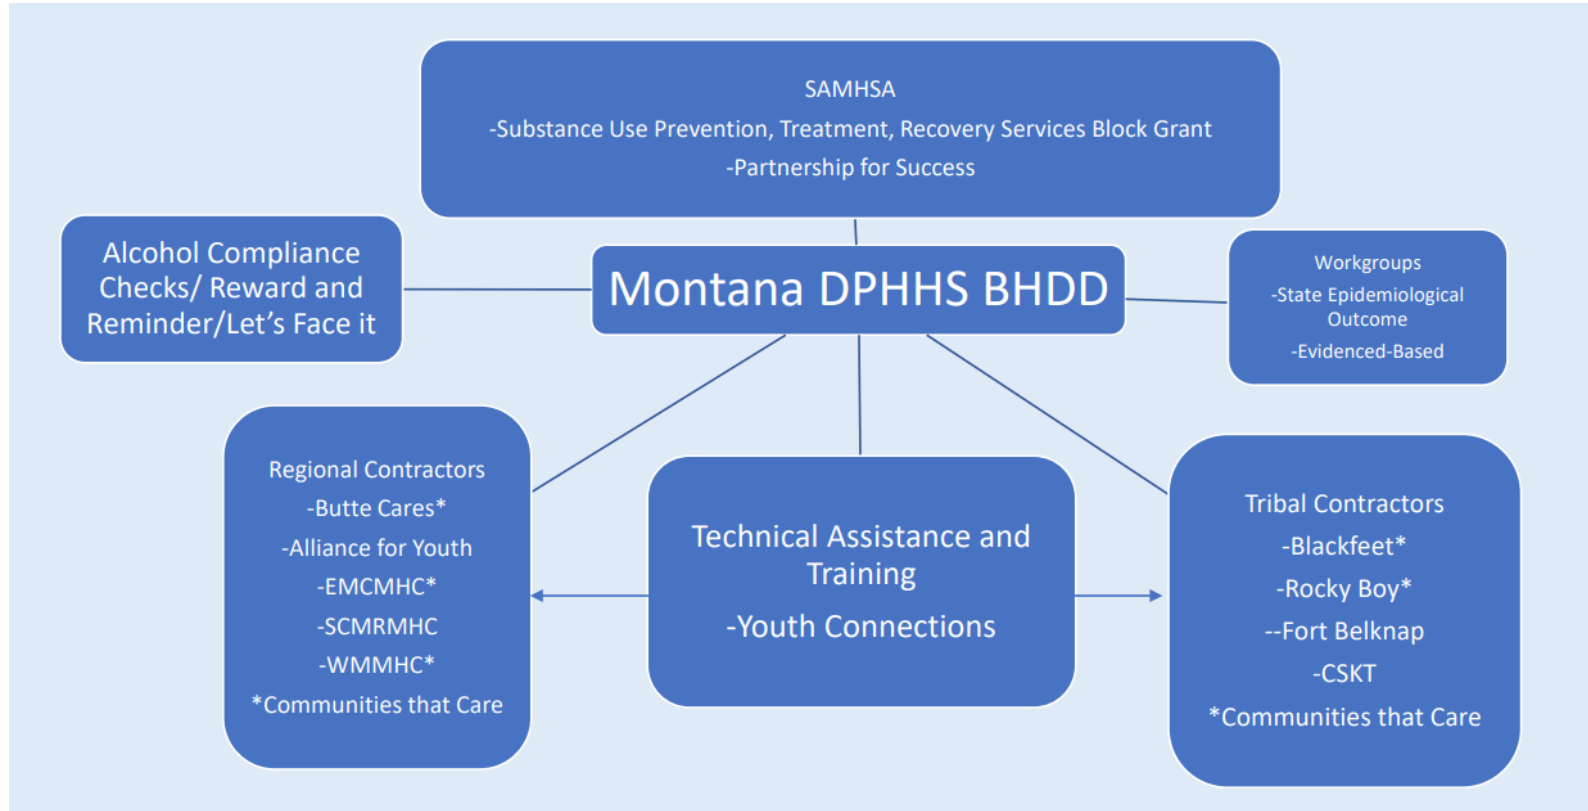 SAMHSA
-Substance Use Prevention, Treatment, Recovery Services Block Grant
-Partnership for Success
Alcohol Compliance
Checks/ Reward and
Reminder/Let's Face it
Montana DPHHS BHDD
Workgroups
-State Epidemiological
Outcome
-Evidenced-Based
Regional Contractors
-Butte Cares*
-Alliance for Youth
-EMCMHC*
-SCMRMHC
-WMMHC*
*Communities that Care
Technical Assistance and
Training
-Youth Connections
Tribal Contractors
-Blackfeet*
-Rocky Boy*
--Fort Belknap
-CSKT
*Communities that Care